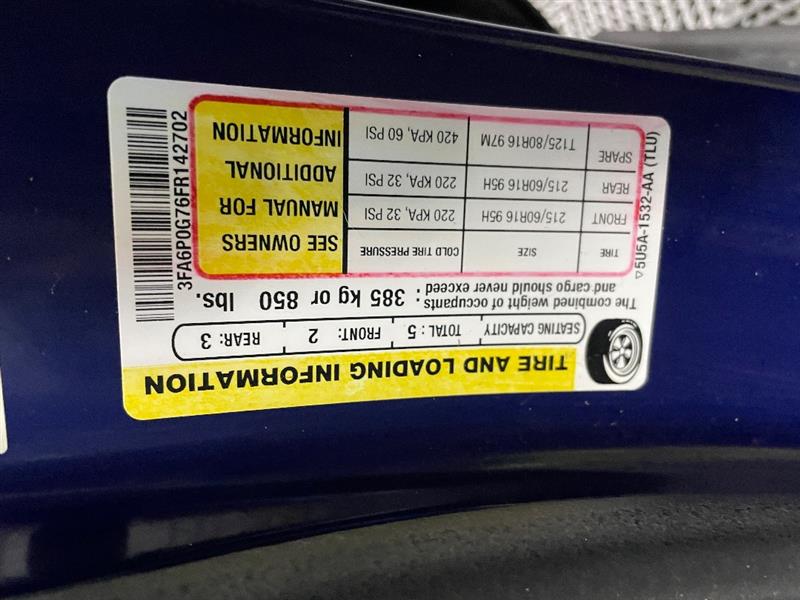 TIRE AND LOADING INFORMATION
SEATING CAPACITY TOTAL : 5 FRONT: 2 REAR: 3
The combined weight of occupants
and cargo should never exceed : 385 kg or 850 lbs.
TIRE SIZE COLD TIRE PRESSURE
FRONT 215/60R16 95H 220 KPA, 32 PSI
REAR 215/60R16 95H 220 KPA, 32 PSI
SPARE T125/80R16 97M 420 KPA, 60 PSI
SEE OWNERS
MANUAL FOR
ADDITIONAL
INFORMATION
3FA6P0G76FR142702
▽5U5A-1532-AA (TLU)